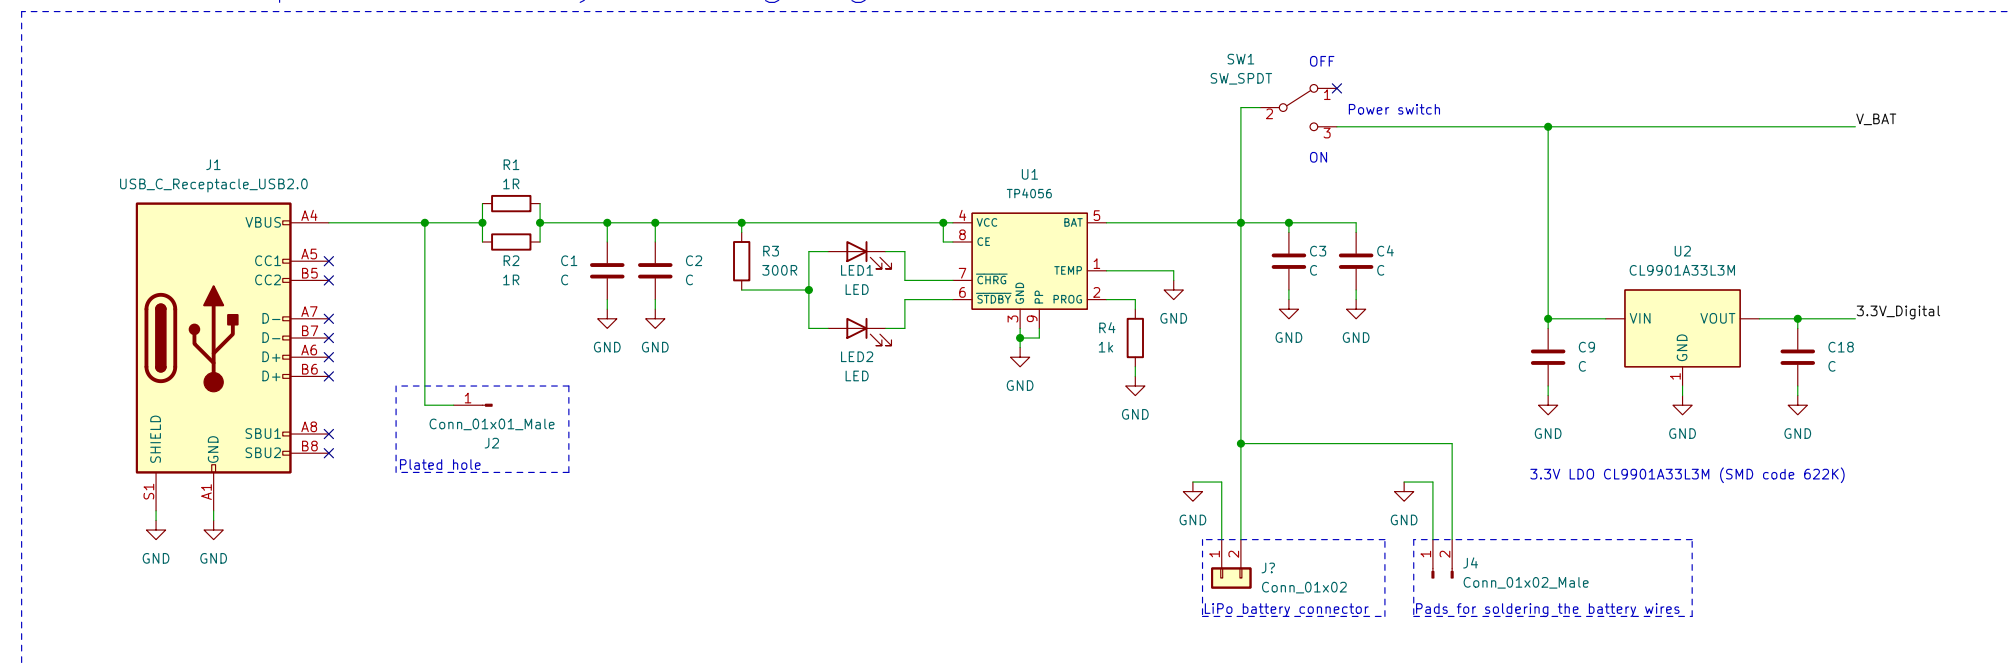 SW1
SW_SPDT
OFF
1
2
Power switch
3
ON
V_BAT
J1
USB_C_Receptacle_USB2.0
VBUS
A4
CC1
A5
CC2
B5
D-
A7
D-
B7
D+
A6
D+
B6
SBU1
A8
SBU2
B8
SHIELD
GND
S1
A1
GND
GND
1
Conn_01x01_Male
J2
Plated hole
R1
1R
R2
1R
C1
C
GND
C2
C
GND
R3
300R
LED1
LED
LED2
LED
U1
TP4056
4
VCC
8
CE
7
CHRG
6
STDBY
GND
PP
3
9
BAT
5
TEMP
1
PROG
2
GND
GND
R4
1k
GND
C3
C
GND
C4
C
GND
U2
CL9901A33L3M
VIN
VOUT
GND
1
GND
3.3V_Digital
C9
C
GND
C18
C
GND
3.3V LDO CL9901A33L3M (SMD code 622K)
GND
1
2
J?
Conn_01x02
LiPo battery connector
GND
1
2
J4
Conn_01x02_Male
Pads for soldering the battery wires